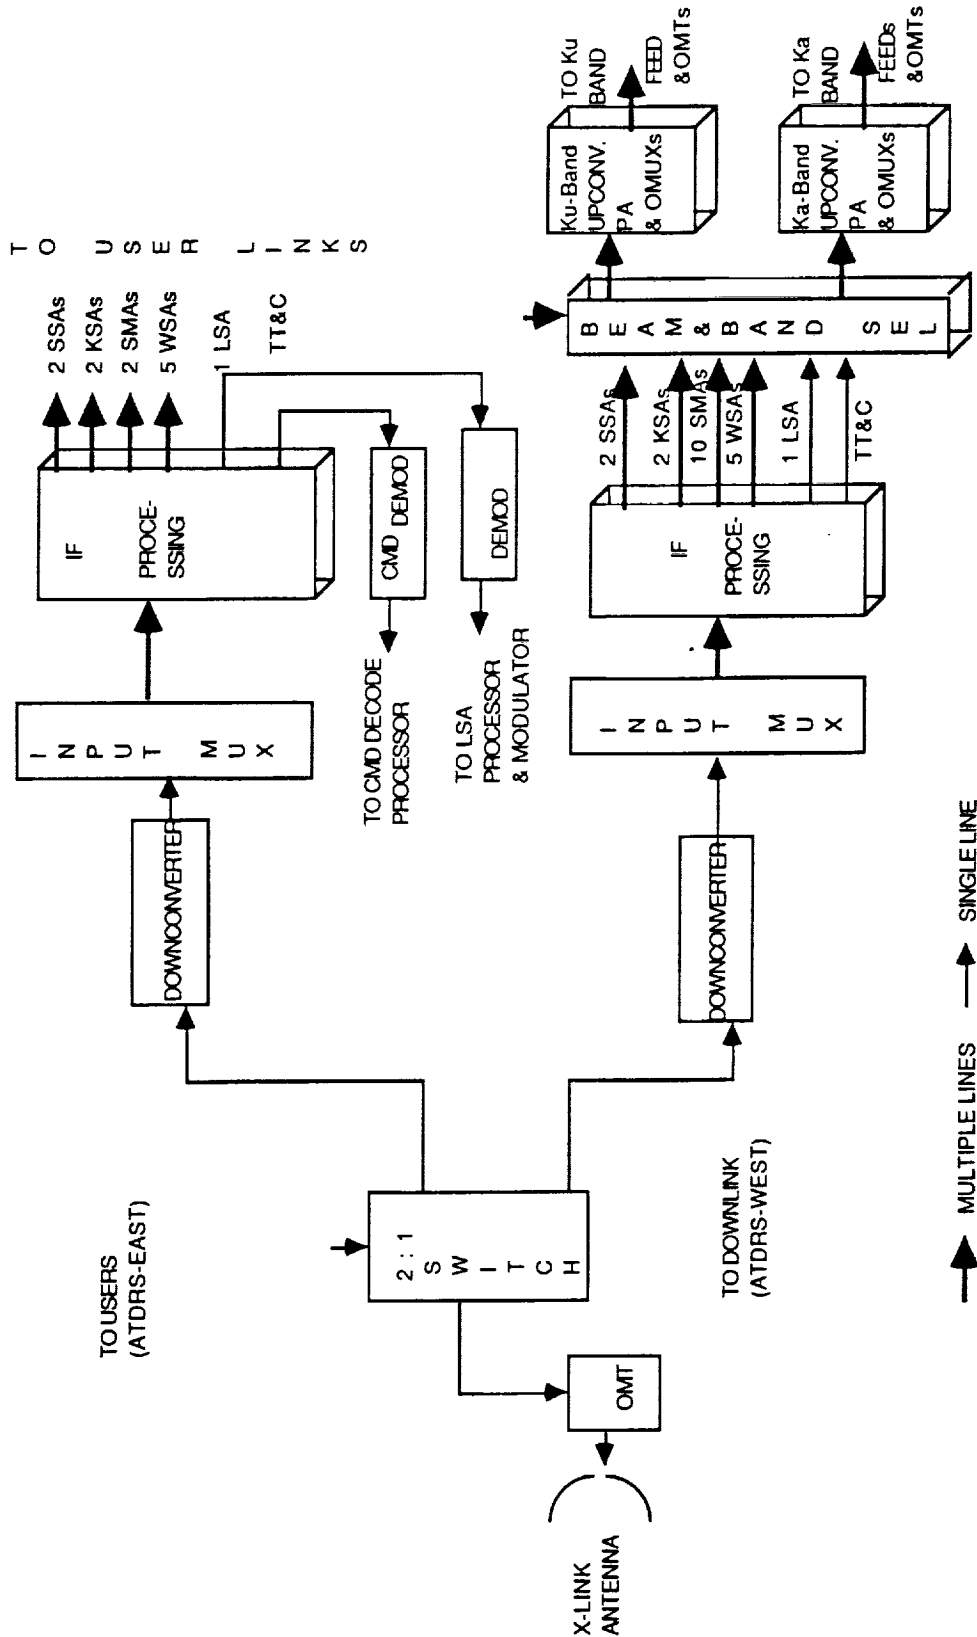 T O U S E R L I N K S
2 SSAs
2 KSAs
2 SMAs
5 WSAs
1 LSA
TT&C
IF
PROCE-
SSING
CMD
DEMOD
DEMOD
TO CMD DECODE
PROCESSOR
TO LSA
PROCESSOR
& MODULATOR
INPUT MUX
DOWNCONVERTER
TO USERS
(ATDRS-EAST)
2 : 1
SWITCH
OMT
X-LINK
ANTENNA
TO DOWNLINK
(ATDRS-WEST)
DOWNCONVERTER
INPUT MUX
IF
PROCE-
SSING
2 SSAs
2 KSAs
10 SMAs
5 WSAs
1 LSA
TT&C
BEAM & BAND SEL
Ku-Band
UPCONV.
PA
& OMUXs
TO Ku
BAND
FEED
&OMTs
Ka-Band
UPCONV.
PA
& OMUXs
TO Ka
BAND
FEEDs
&OMTs
MULTIPLE LINES
SINGLE LINE